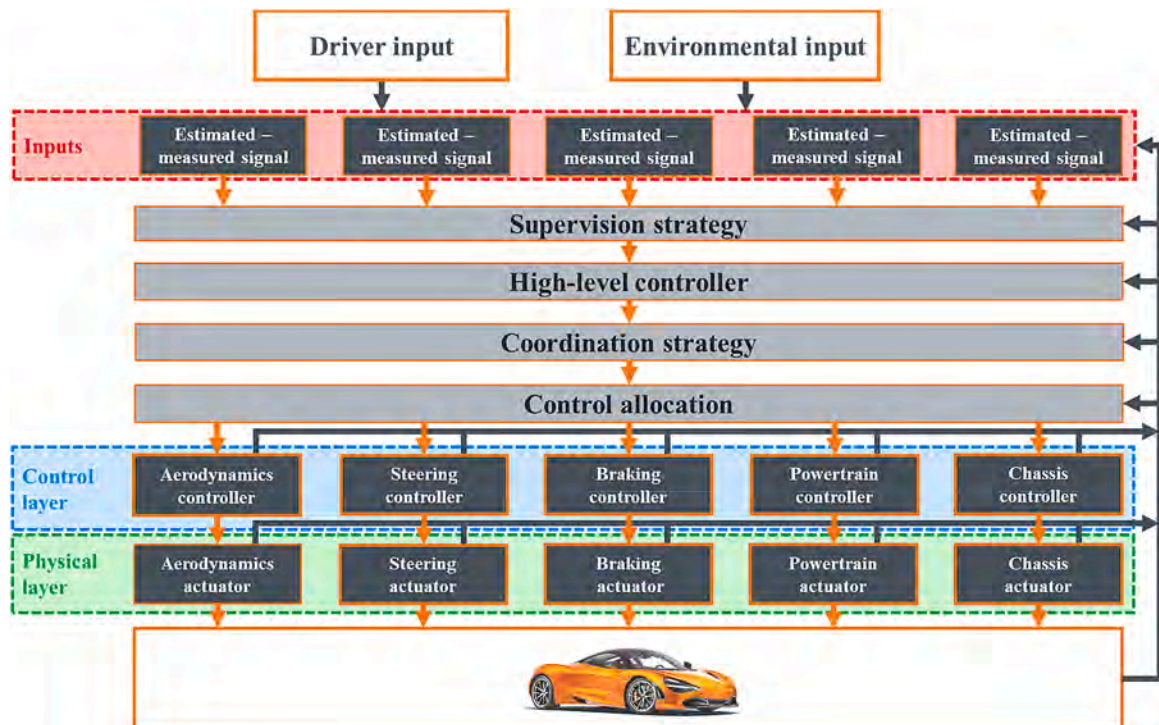 Driver input
Environmental input
Inputs
Estimated –
measured signal
Estimated –
measured signal
Estimated –
measured signal
Estimated –
measured signal
Estimated –
measured signal
Supervision strategy
High-level controller
Coordination strategy
Control allocation
Control
layer
Aerodynamics
controller
Steering
controller
Braking
controller
Powertrain
controller
Chassis
controller
Physical
layer
Aerodynamics
actuator
Steering
actuator
Braking
actuator
Powertrain
actuator
Chassis
actuator